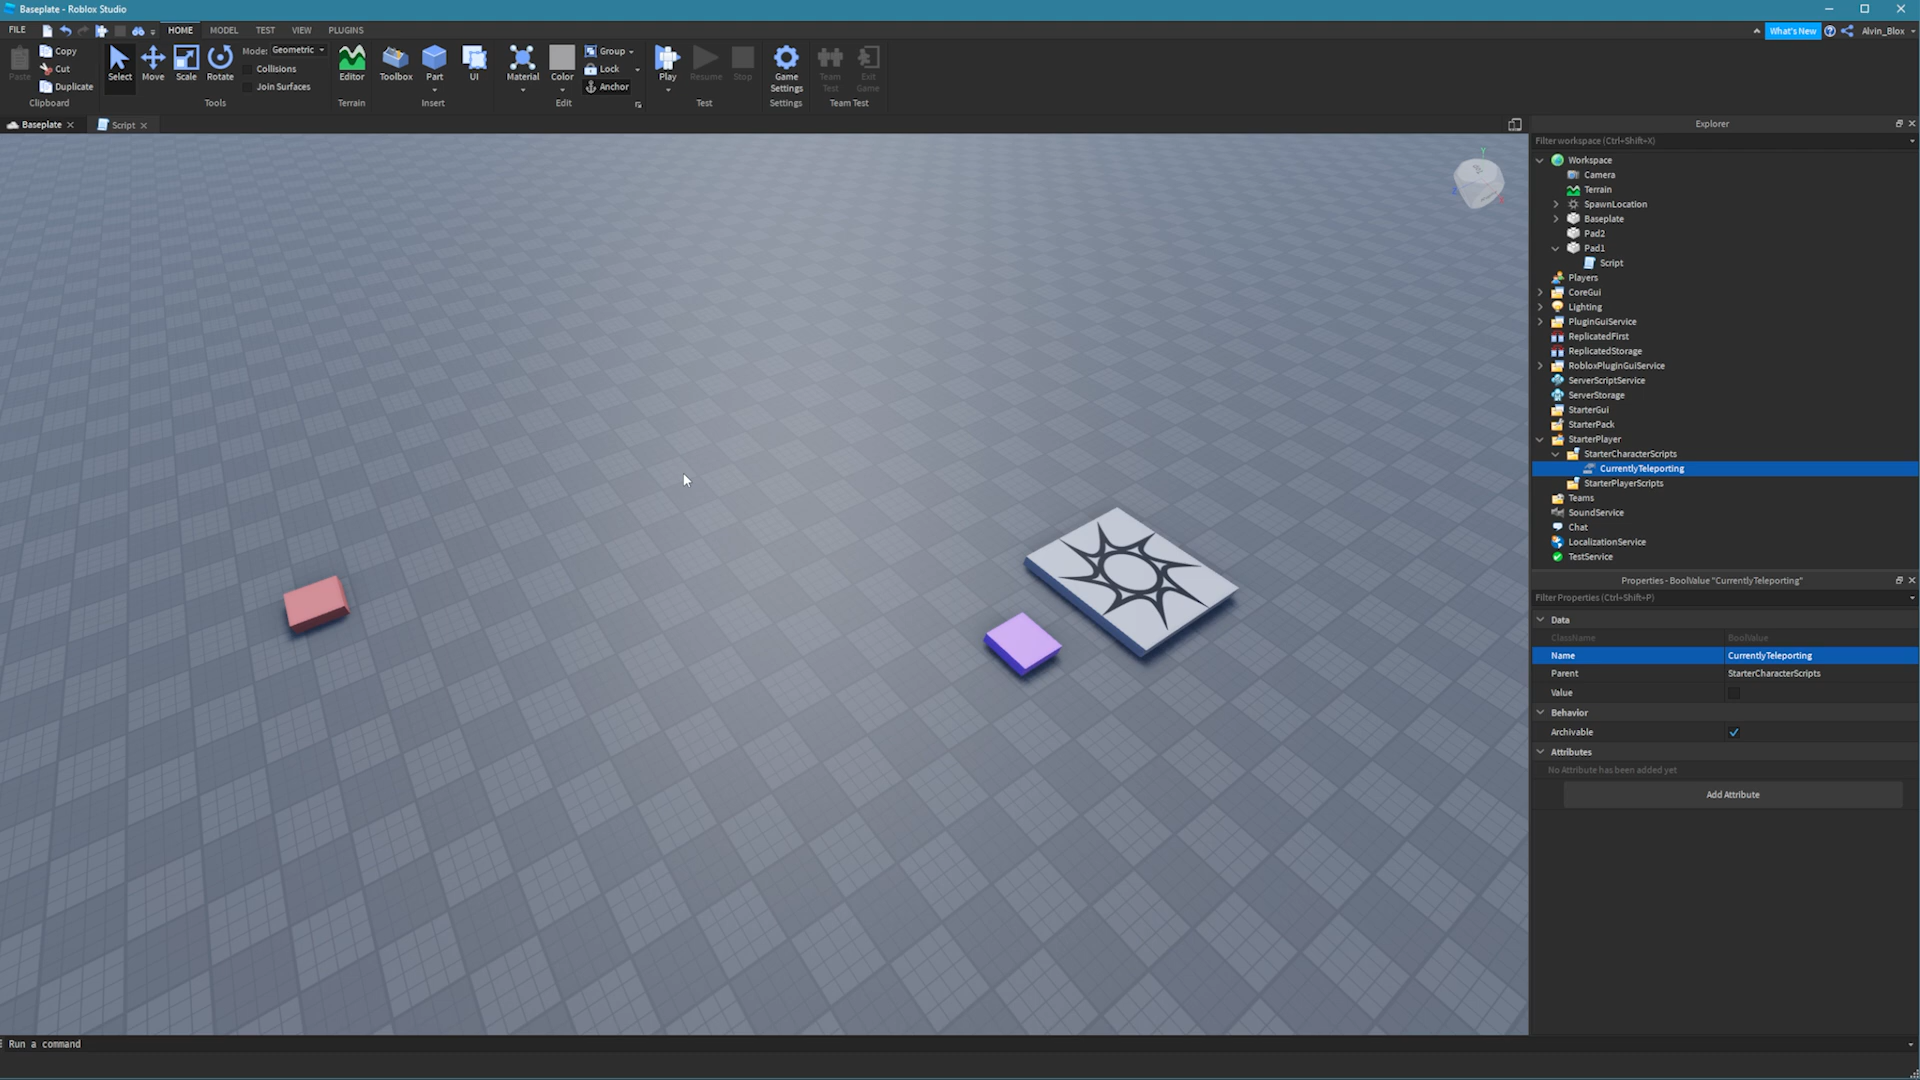 Baseplate - Roblox Studio
FILE HOME MODEL TEST VIEW PLUGINS What's New Alvin_Blox
Paste Copy Cut Duplicate Clipboard
Select Move Scale Rotate Mode: Geometric Collisions Join Surfaces Tools
Editor Terrain
Toolbox Part UI Insert
Material Color Group Lock Anchor Edit
Play Resume Stop Test
Game Settings Settings
Team Test Exit Game Team Test
Baseplate Script
Explorer
Filter workspace (Ctrl+Shift+X)
Workspace
Camera
Terrain
SpawnLocation
Baseplate
Pad2
Pad1
Script
Players
CoreGui
Lighting
PluginGuiService
ReplicatedFirst
ReplicatedStorage
RobloxPluginGuiService
ServerScriptService
ServerStorage
StarterGui
StarterPack
StarterPlayer
StarterCharacterScripts
CurrentlyTeleporting
StarterPlayerScripts
Teams
SoundService
Chat
LocalizationService
TestService
Properties - BoolValue "CurrentlyTeleporting"
Filter Properties (Ctrl+Shift+P)
Data
ClassName BoolValue
Name CurrentlyTeleporting
Parent StarterCharacterScripts
Value
Behavior
Archivable
Attributes
No Attribute has been added yet
Add Attribute
Run a command